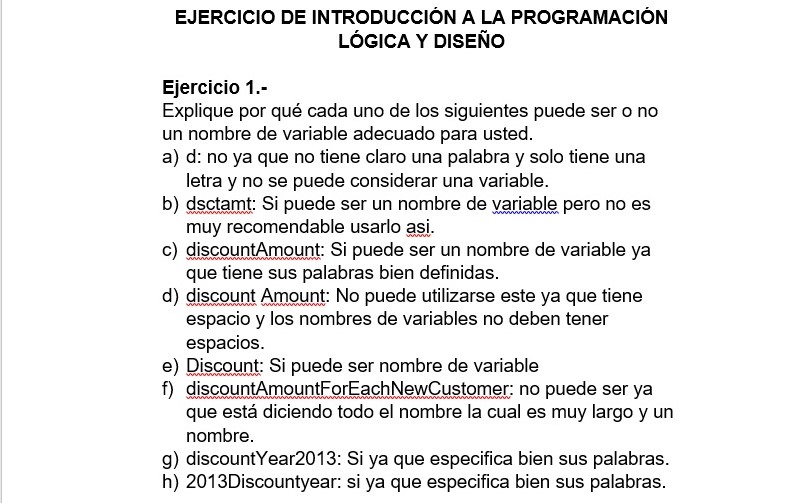 EJERCICIO DE INTRODUCCIÓN A LA PROGRAMACIÓN
LÓGICA Y DISEÑO
Ejercicio 1.-
Explique por qué cada uno de los siguientes puede ser o no
un nombre de variable adecuado para usted.
a) d: no ya que no tiene claro una palabra y solo tiene una
letra y no se puede considerar una variable.
b) dsctamt: Si puede ser un nombre de variable pero no es
muy recomendable usarlo asi.
c) discountAmount: Si puede ser un nombre de variable ya
que tiene sus palabras bien definidas.
d) discount Amount: No puede utilizarse este ya que tiene
espacio y los nombres de variables no deben tener
espacios.
e) Discount: Si puede ser nombre de variable
f) discountAmountForEachNewCustomer: no puede ser ya
que está diciendo todo el nombre la cual es muy largo y un
nombre.
g) discountYear2013: Si ya que especifica bien sus palabras.
h) 2013Discountyear: si ya que especifica bien sus palabras.